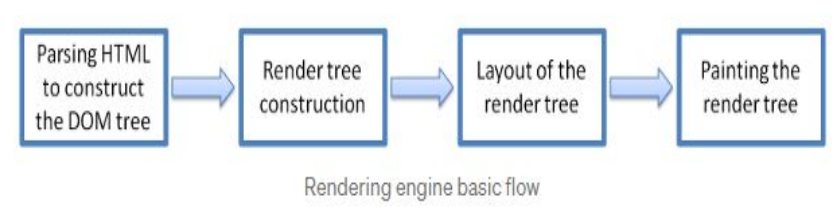 Parsing HTML
to construct
the DOM tree
Render tree
construction
Layout of the
render tree
Painting the
render tree
Rendering engine basic flow